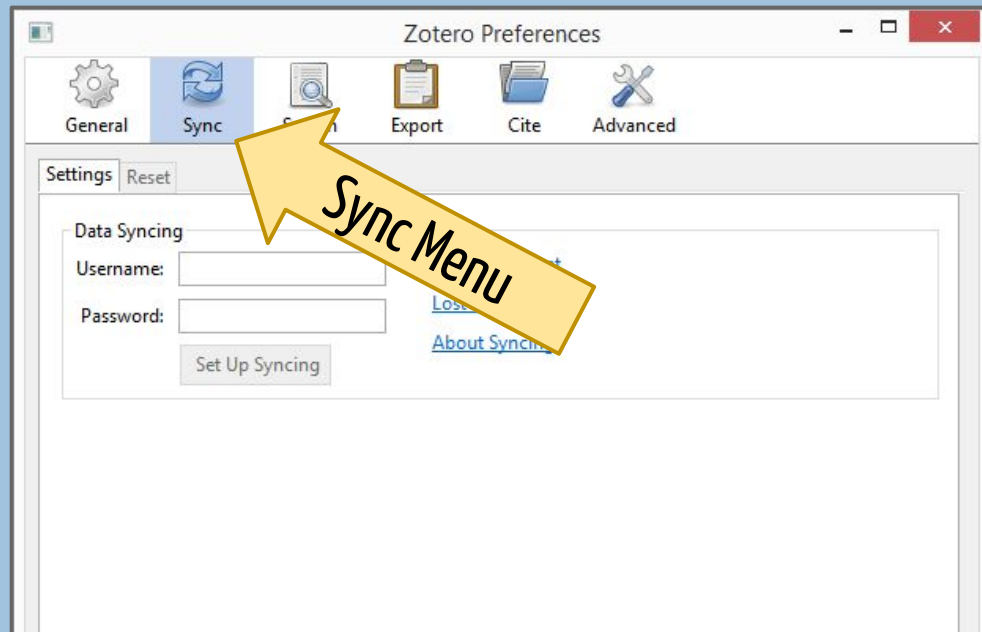 Zotero Preferences
General Sync Export Cite Advanced
Settings Reset
Sync Menu
Data Syncing
Username:
Password:
About Syncing
Set Up Syncing